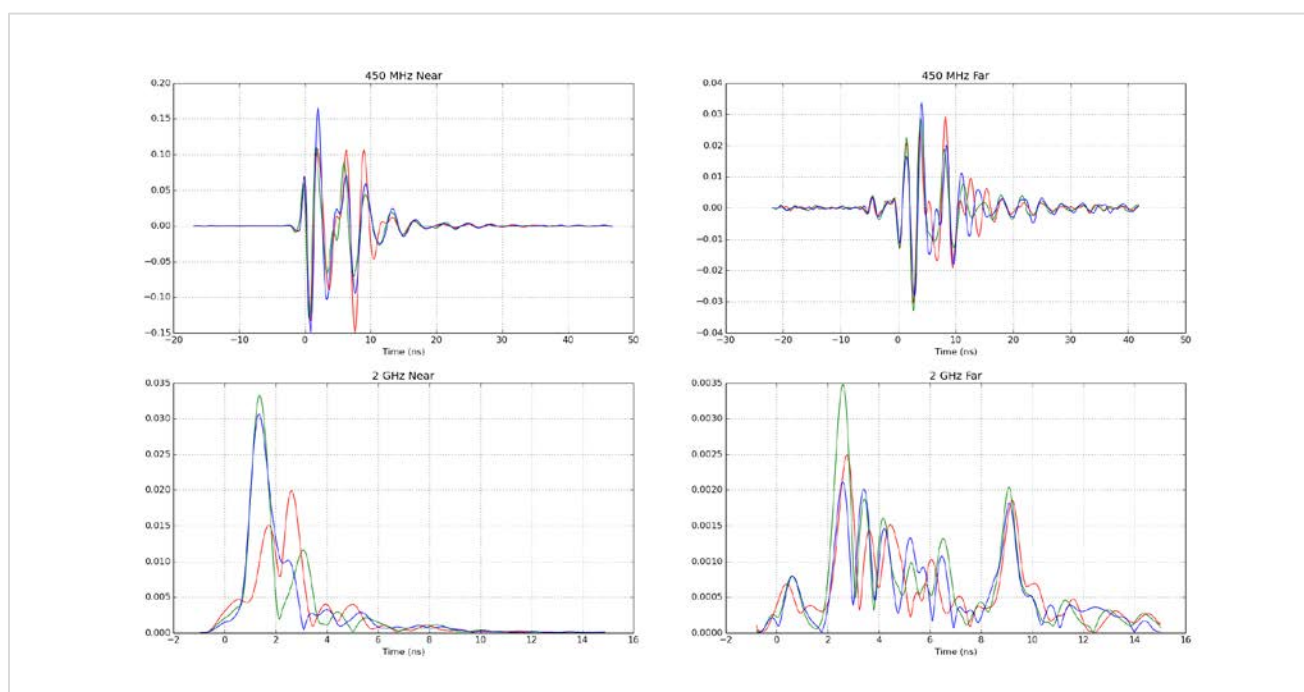 450 MHz Near
0.20
0.15
0.10
0.05
0.00
−0.05
−0.10
−0.15
−20 −10 0 10 20 30 40 50
Time (ns)
450 MHz Far
0.04
0.03
0.02
0.01
0.00
−0.01
−0.02
−0.03
−0.04
−30 −20 −10 0 10 20 30 40 50
Time (ns)
2 GHz Near
0.035
0.030
0.025
0.020
0.015
0.010
0.005
0.000
−2 0 2 4 6 8 10 12 14 16
Time (ns)
2 GHz Far
0.0035
0.0030
0.0025
0.0020
0.0015
0.0010
0.0005
0.0000
−2 0 2 4 6 8 10 12 14 16
Time (ns)